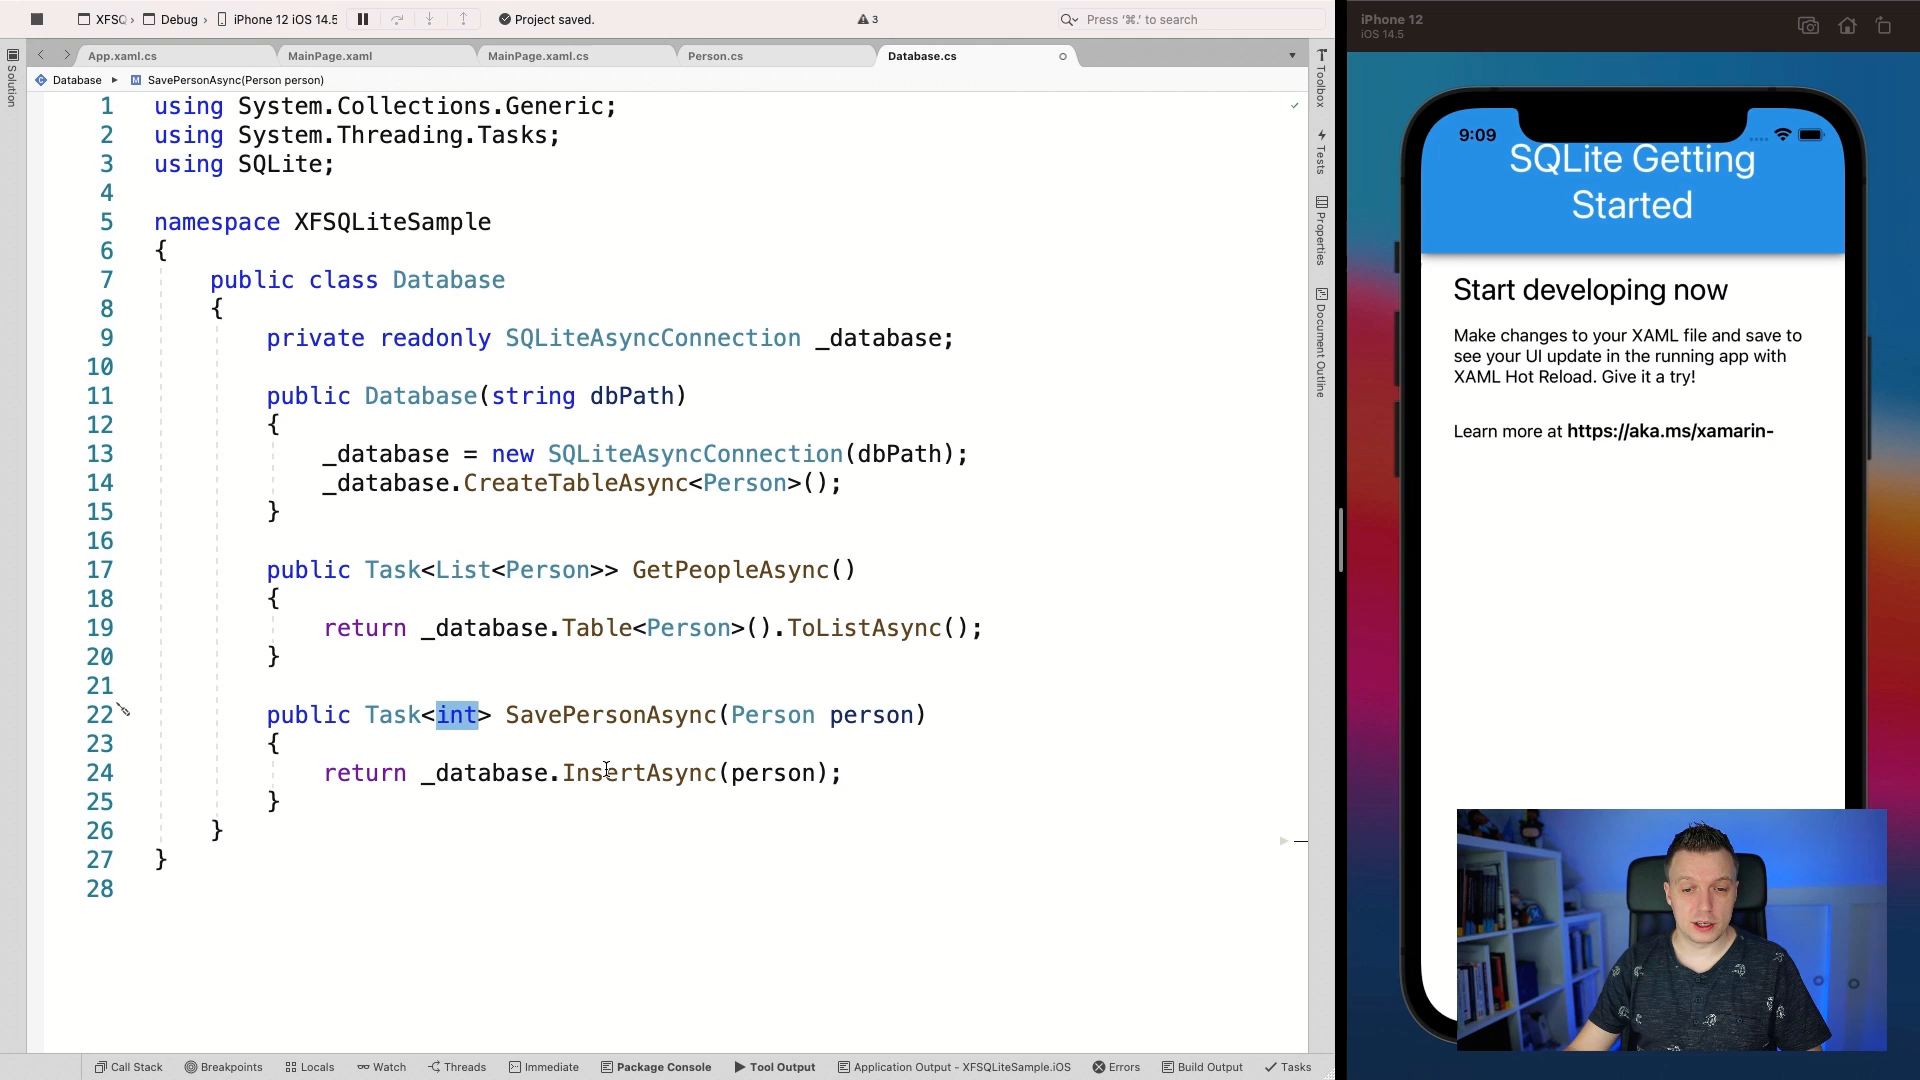 XFSQ › Debug › iPhone 12 iOS 14.5
Project saved.
3
Press ‘⌘.’ to search
App.xaml.cs
MainPage.xaml
MainPage.xaml.cs
Person.cs
Database.cs
Database ▸ SavePersonAsync(Person person)
Solution
1 using System.Collections.Generic;
2 using System.Threading.Tasks;
3 using SQLite;
4
5 namespace XFSQLiteSample
6 {
7 public class Database
8 {
9 private readonly SQLiteAsyncConnection _database;
10
11 public Database(string dbPath)
12 {
13 _database = new SQLiteAsyncConnection(dbPath);
14 _database.CreateTableAsync<Person>();
15 }
16
17 public Task<List<Person>> GetPeopleAsync()
18 {
19 return _database.Table<Person>().ToListAsync();
20 }
21
22 public Task<int> SavePersonAsync(Person person)
23 {
24 return _database.InsertAsync(person);
25 }
26 }
27 }
28
Toolbox
Tests
Properties
Document Outline
Call Stack
Breakpoints
Locals
Watch
Threads
Immediate
Package Console
Tool Output
Application Output - XFSQLiteSample.iOS
Errors
Build Output
Tasks
iPhone 12
iOS 14.5
9:09
SQLite Getting
Started
Start developing now
Make changes to your XAML file and save to
see your UI update in the running app with
XAML Hot Reload. Give it a try!
Learn more at https://aka.ms/xamarin-